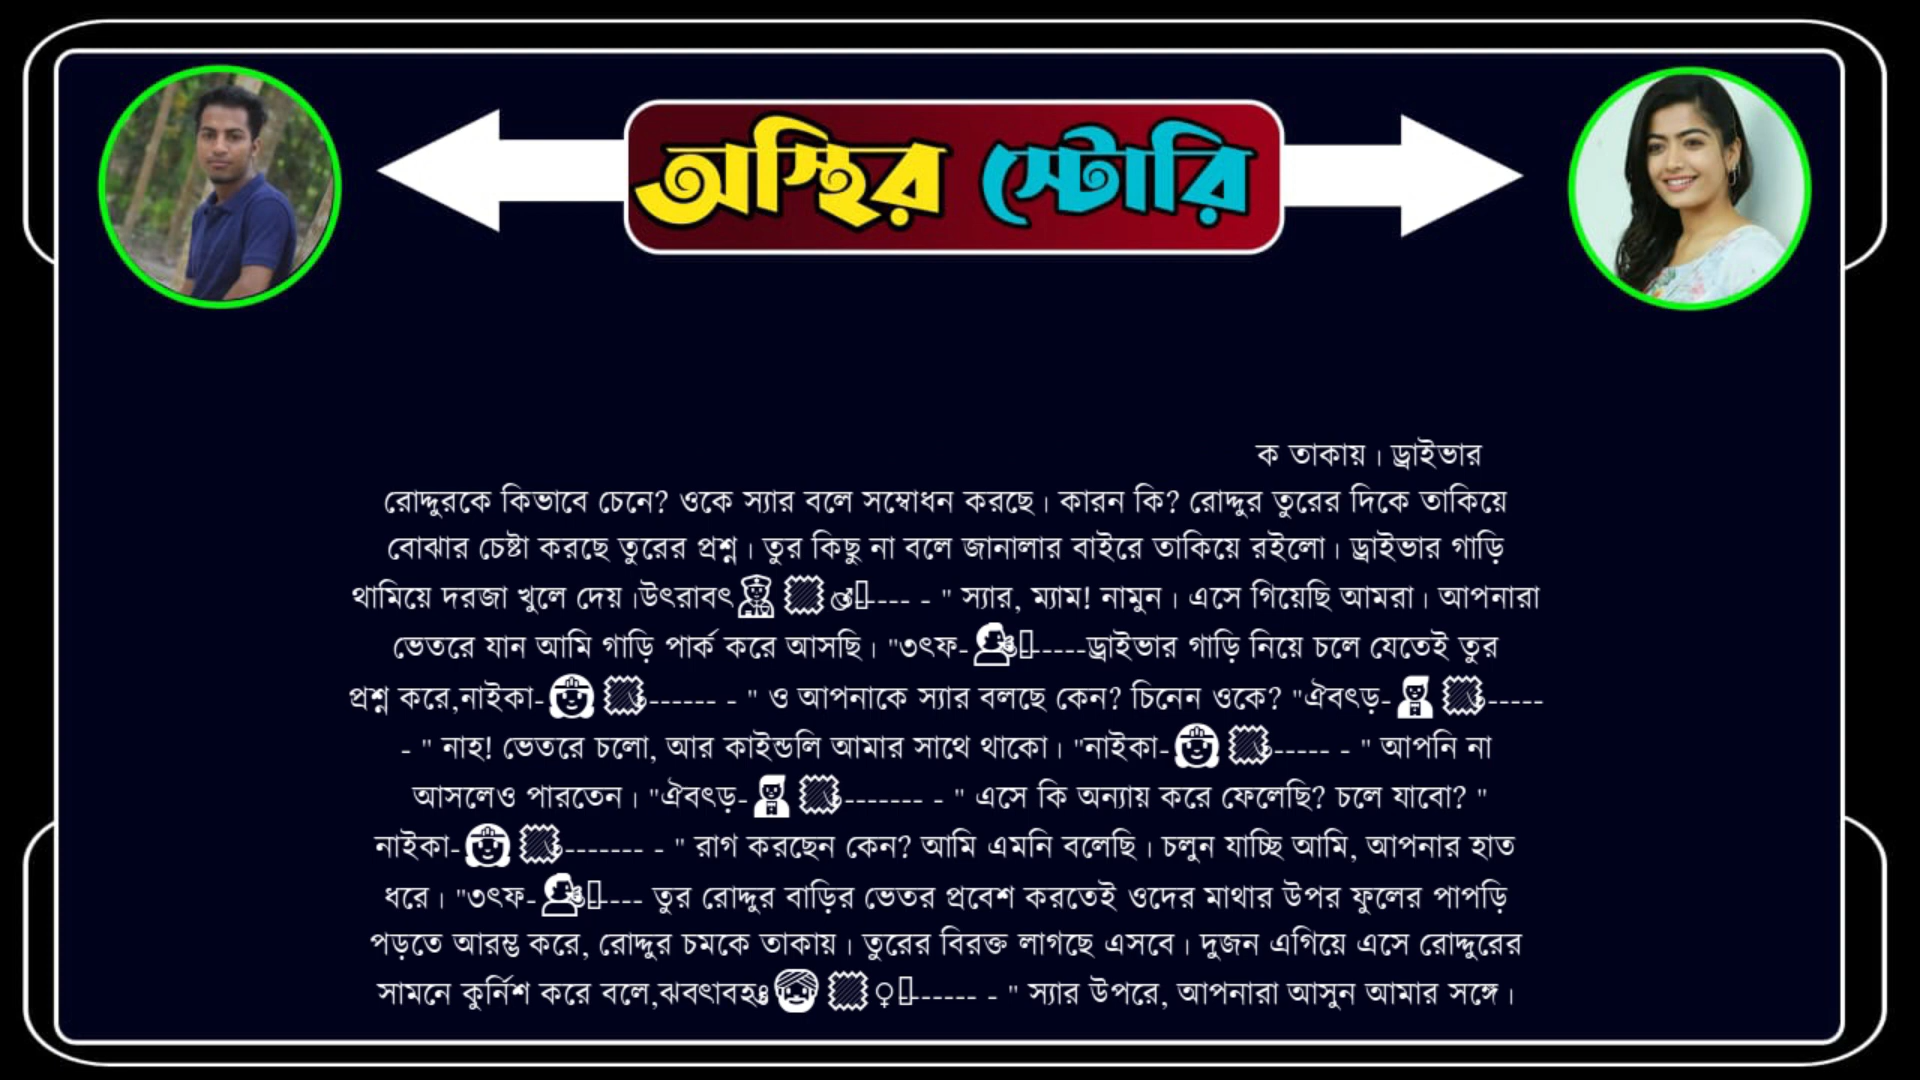 অস্থির স্টোরি
ক তাকায়। ড্রাইভার
রোদ্দুরকে কিভাবে চেনে? ওকে স্যার বলে সম্বোধন করছে। কারন কি? রোদ্দুর তুরের দিকে তাকিয়ে
বোঝার চেষ্টা করছে তুরের প্রশ্ন। তুর কিছু না বলে জানালার বাইরে তাকিয়ে রইলো। ড্রাইভার গাড়ি
থামিয়ে দরজা খুলে দেয়।উৎরাবৎ---- - " স্যার, ম্যাম! নামুন। এসে গিয়েছি আমরা। আপনারা
ভেতরে যান আমি গাড়ি পার্ক করে আসছি। "৩ৎফ-------ড্রাইভার গাড়ি নিয়ে চলে যেতেই তুর
প্রশ্ন করে,নাইকা-------- - " ও আপনাকে স্যার বলছে কেন? চিনেন ওকে? "ঐবৎড়------
- " নাহ! ভেতরে চলো, আর কাইন্ডলি আমার সাথে থাকো। "নাইকা------- - " আপনি না
আসলেও পারতেন। "ঐবৎড়--------- - " এসে কি অন্যায় করে ফেলেছি? চলে যাবো? "
নাইকা--------- - " রাগ করছেন কেন? আমি এমনি বলেছি। চলুন যাচ্ছি আমি, আপনার হাত
ধরে। "৩ৎফ------ তুর রোদ্দুর বাড়ির ভেতর প্রবেশ করতেই ওদের মাথার উপর ফুলের পাপড়ি
পড়তে আরম্ভ করে, রোদ্দুর চমকে তাকায়। তুরের বিরক্ত লাগছে এসবে। দুজন এগিয়ে এসে রোদ্দুরের
সামনে কুর্নিশ করে বলে,ঝবৎাবহঃ♀------ - " স্যার উপরে, আপনারা আসুন আমার সঙ্গে।